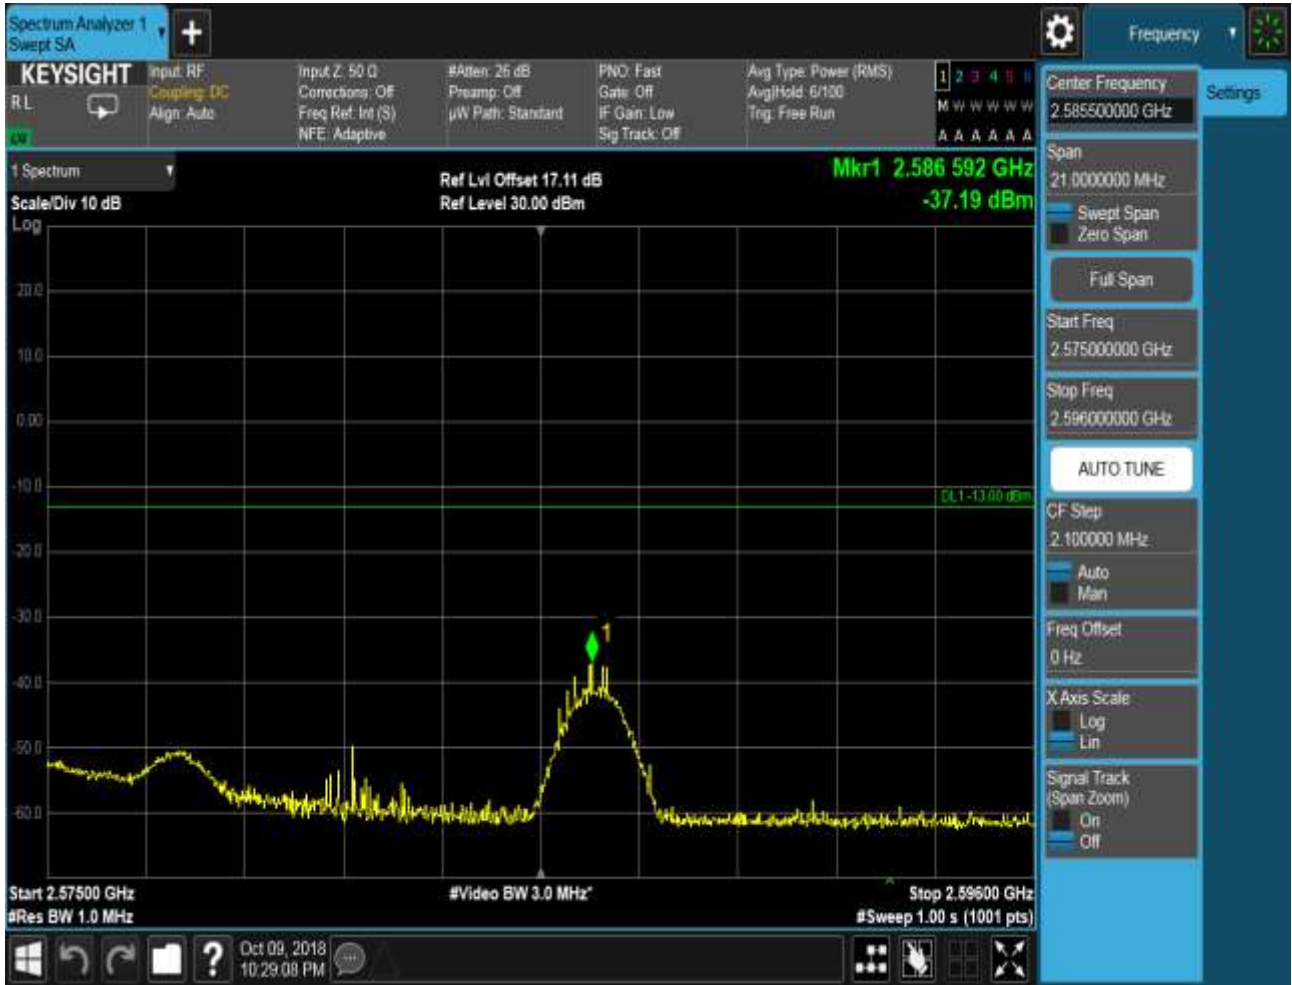 Spectrum Analyzer 1
Swept SA
Frequency
KEYSIGHT
R L
Input: RF
Coupling: DC
Align: Auto
Input Z: 50 Ω
Corrections: Off
Freq Ref: Int (S)
NFE: Adaptive
#Atten: 26 dB
Preamp: Off
µW Path: Standard
PNO: Fast
Gate: Off
IF Gain: Low
Sig Track: Off
Avg Type: Power (RMS)
Avg|Hold: 6/100
Trig: Free Run
1 2 3 4 5 6
M W W W W W
A A A A A A
1 Spectrum
Scale/Div 10 dB
Log
Ref Lvl Offset 17.11 dB
Ref Level 30.00 dBm
Mkr1 2.586 592 GHz
-37.19 dBm
20.0
10.0
0.00
-10.0
-20.0
-30.0
-40.0
-50.0
-60.0
DL1 -13.00 dBm
1
Start 2.57500 GHz
#Res BW 1.0 MHz
#Video BW 3.0 MHz*
Stop 2.59600 GHz
#Sweep 1.00 s (1001 pts)
Oct 09, 2018
10:29:08 PM
Center Frequency
2.585500000 GHz
Settings
Span
21.0000000 MHz
Swept Span
Zero Span
Full Span
Start Freq
2.575000000 GHz
Stop Freq
2.596000000 GHz
AUTO TUNE
CF Step
2.100000 MHz
Auto
Man
Freq Offset
0 Hz
X Axis Scale
Log
Lin
Signal Track
(Span Zoom)
On
Off